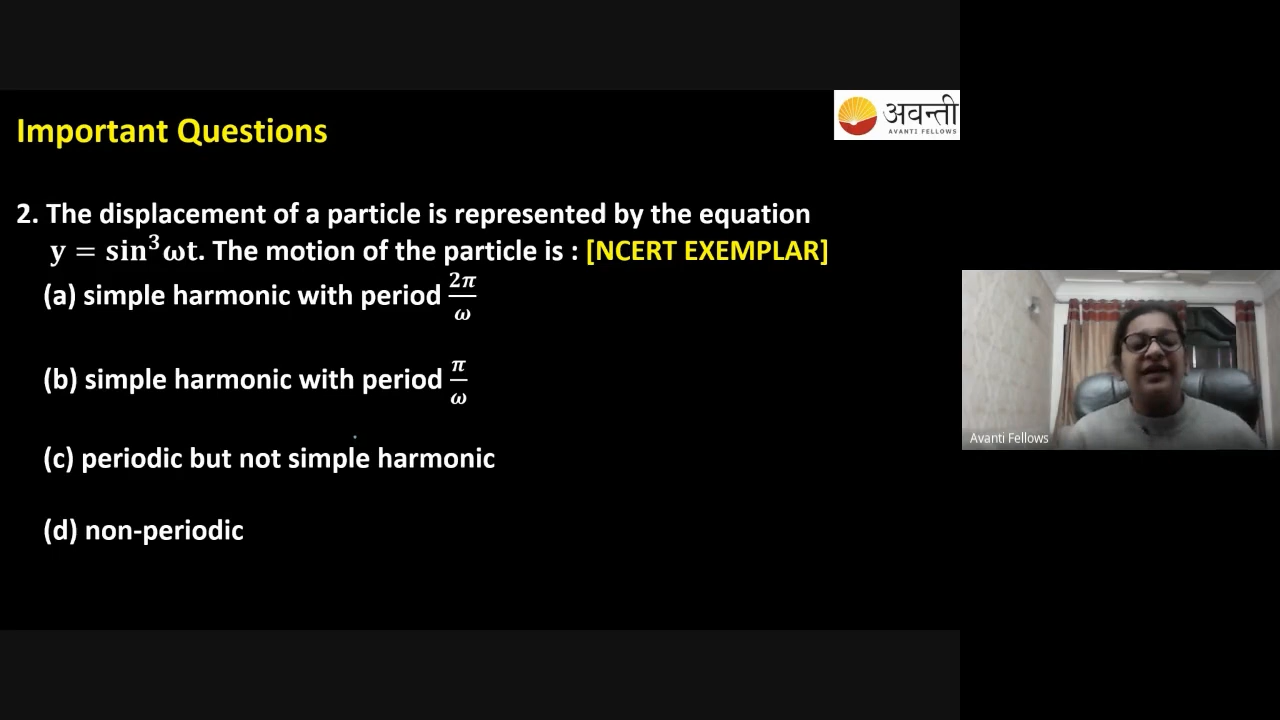 Important Questions
अवन्ती
AVANTI FELLOWS
2. The displacement of a particle is represented by the equation
y = sin³ωt. The motion of the particle is : [NCERT EXEMPLAR]
(a) simple harmonic with period 2π/ω
(b) simple harmonic with period π/ω
(c) periodic but not simple harmonic
(d) non-periodic
Avanti Fellows